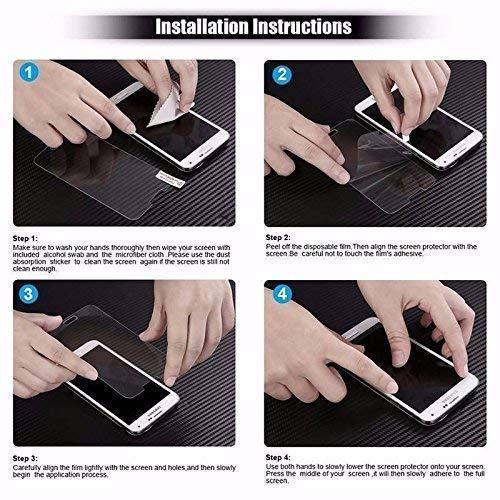 Installation Instructions
1
2
Step 1:
Make sure to wash your hands thoroughly then wipe your screen with
included alcohol swab and the microfiber cloth .Please use the dust
absorption sticker to clean the screen again if the screen is still not
clean enough.
Step 2:
Peel off the disposable film.Then align the screen protector with the
screen.Be careful not to touch the film's adhesive.
3
4
Step 3:
Carefully align the film lightly with the screen and holes,and then slowly
begin the application process.
Step 4:
Use both hands to slowly lower the screen protector onto your screen.
Press the middle of your screen ,it will then slowly adhere to the full
screen.